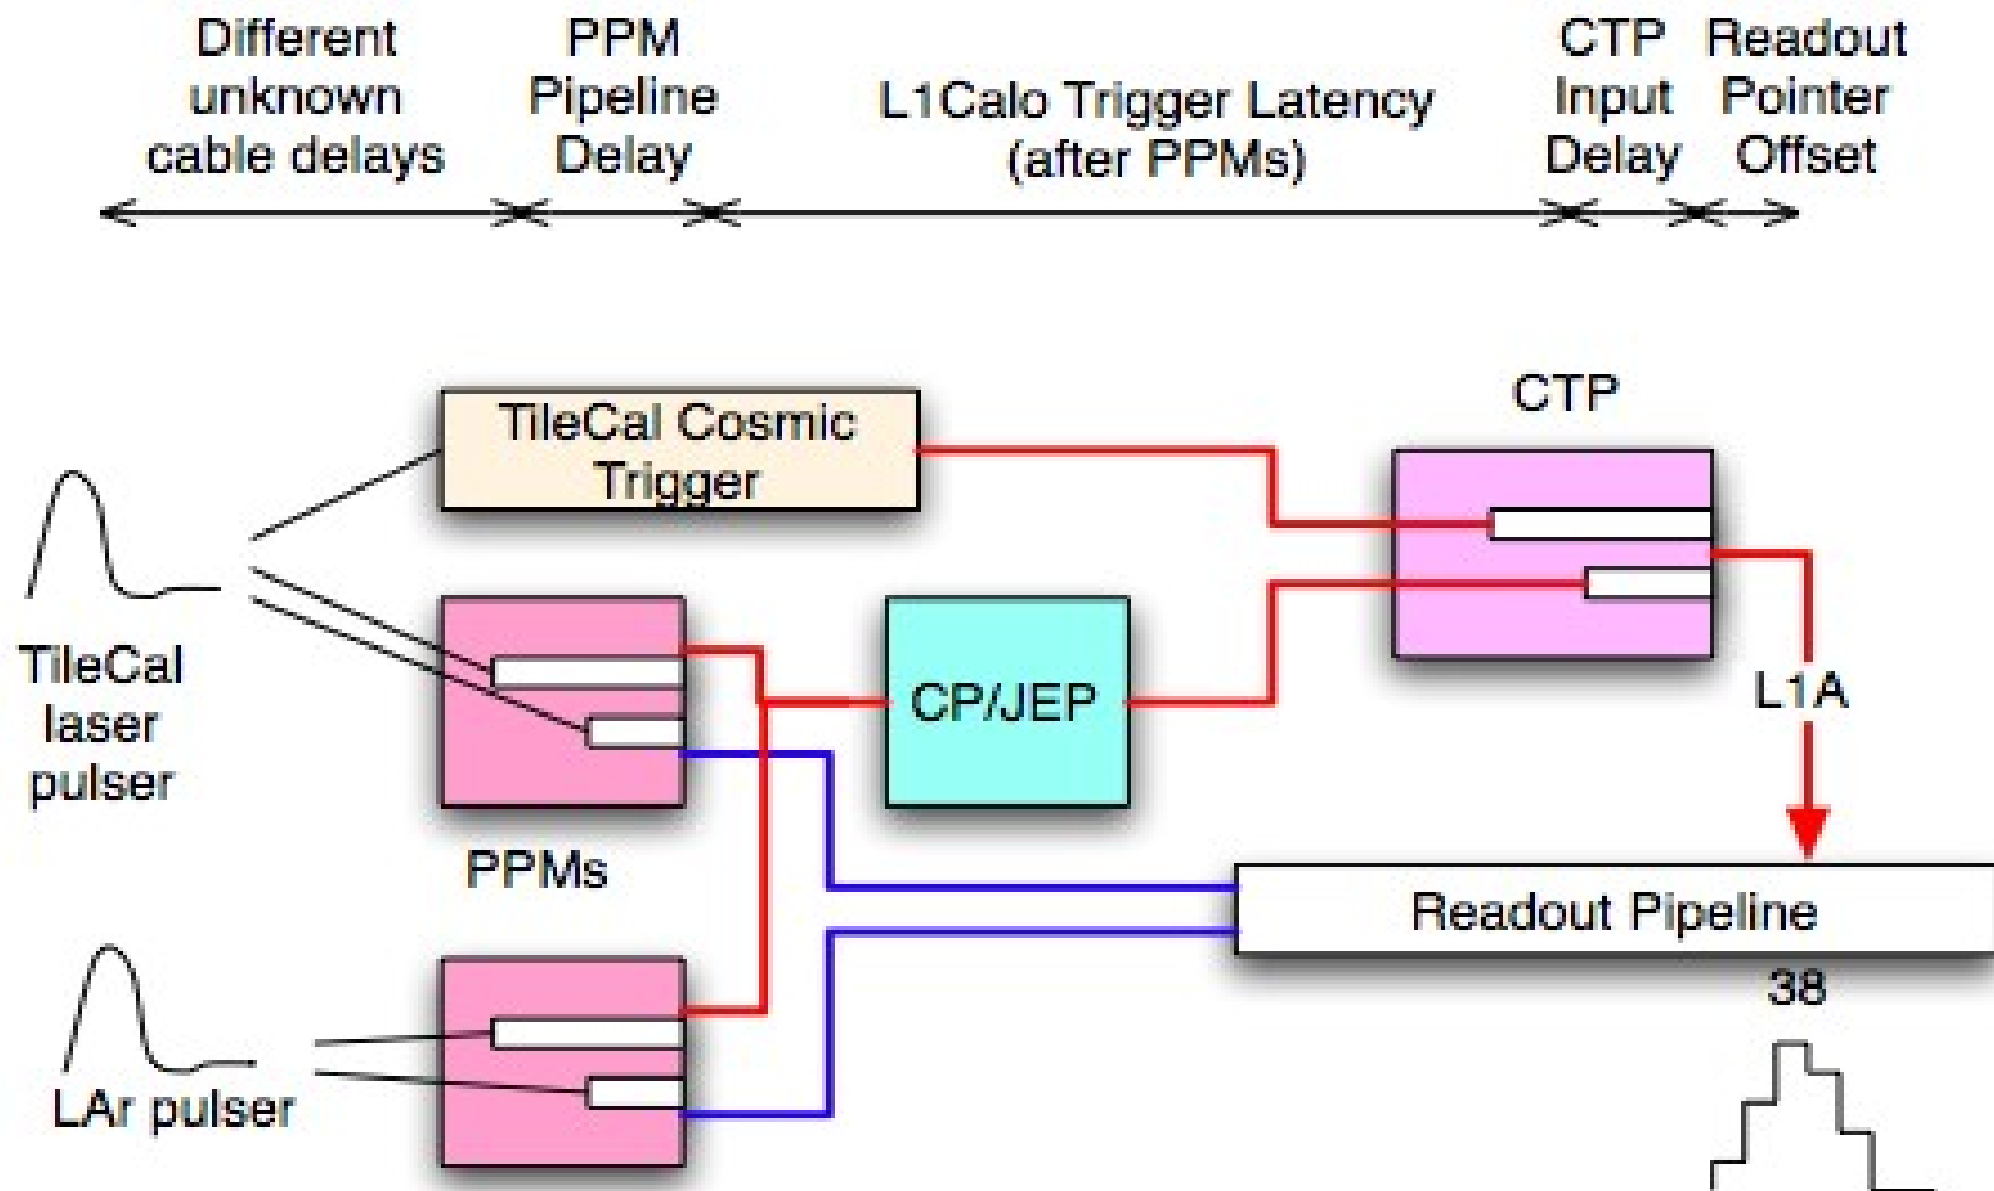 Different
unknown
cable delays
PPM
Pipeline
Delay
L1Calo Trigger Latency
(after PPMs)
CTP
Input
Delay
Readout
Pointer
Offset
TileCal Cosmic
Trigger
CTP
TileCal
laser
pulser
CP/JEP
L1A
PPMs
Readout Pipeline
38
LAr pulser